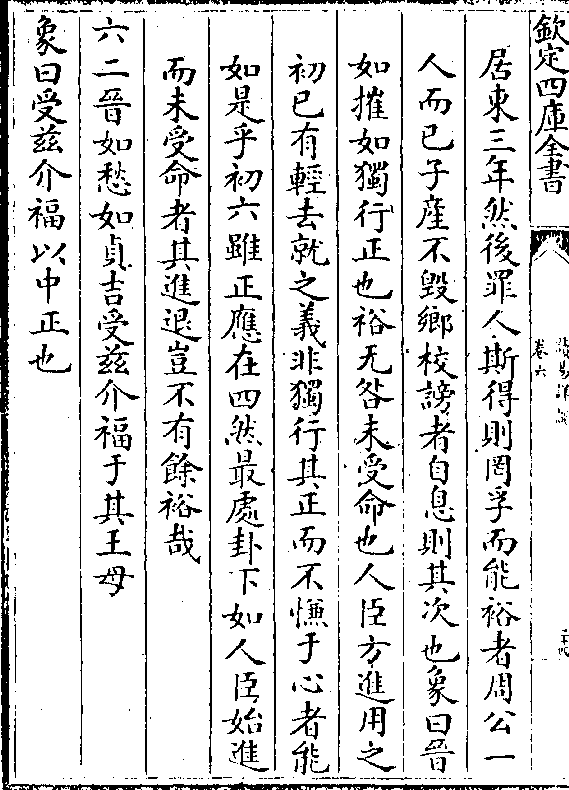 欽定四庫全書
卷六
居東三年然後罪人斯得則罔孚而能裕者周公一
人而已子產不毀鄉校謗者自息則其次也象曰晉
如摧如獨行正也裕无咎未受命也人臣方進用之
初已有輕去就之義非獨行其正而不慊于心者能
如是乎初六雖正應在四然最處卦下如人臣始進
而未受命者其進退豈不有餘裕哉
六二晉如愁如貞吉受兹介福于其王母
象曰受兹介福以中正也